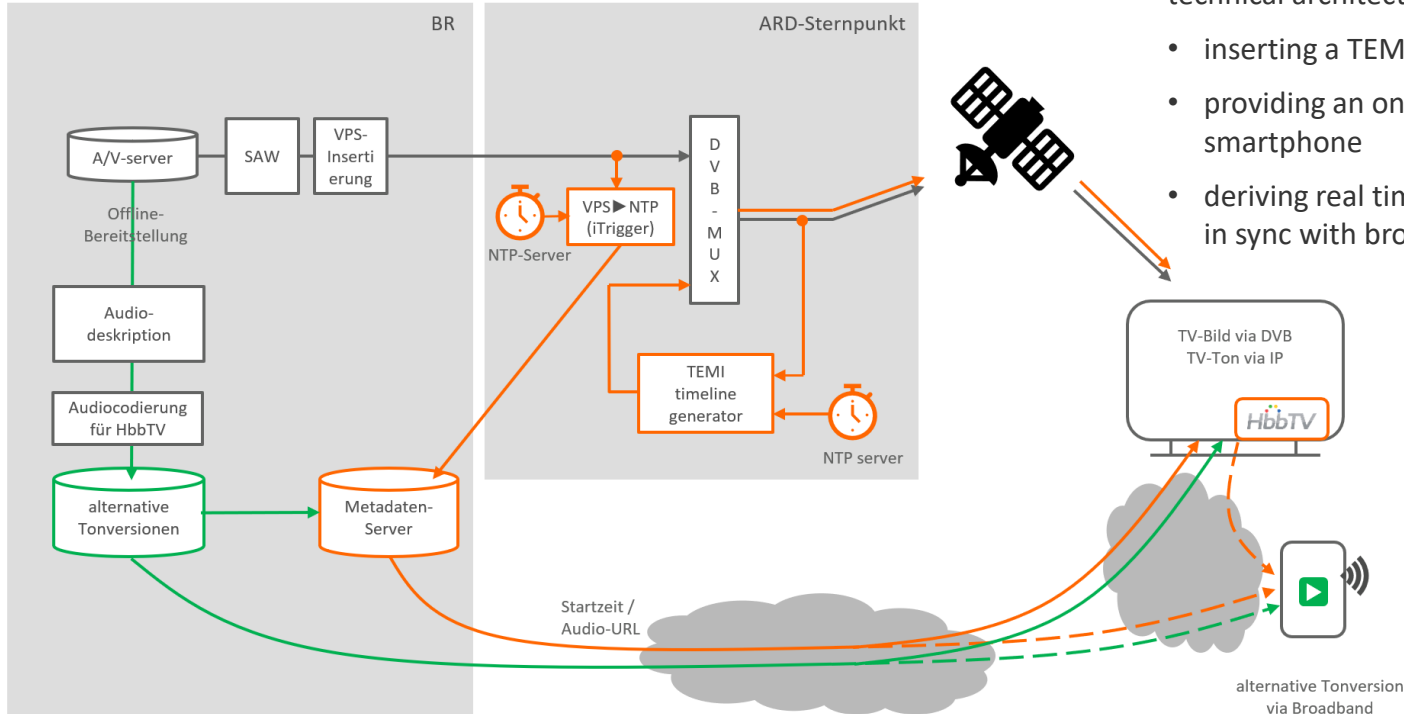 BR
ARD-Sternpunkt
technical architect
• inserting a TEM
• providing an on
smartphone
• deriving real tim
in sync with bro
A/V-server
SAW
VPS-
Inserti
erung
D
V
B
-
M
U
X
Offline-
Bereitstellung
VPS►NTP
(iTrigger)
NTP-Server
Audio-
deskription
TEMI
timeline
generator
NTP server
TV-Bild via DVB
TV-Ton via IP
HbbTV
Audiocodierung
für HbbTV
alternative
Tonversionen
Metadaten-
Server
Startzeit /
Audio-URL
alternative Tonversion
via Broadband